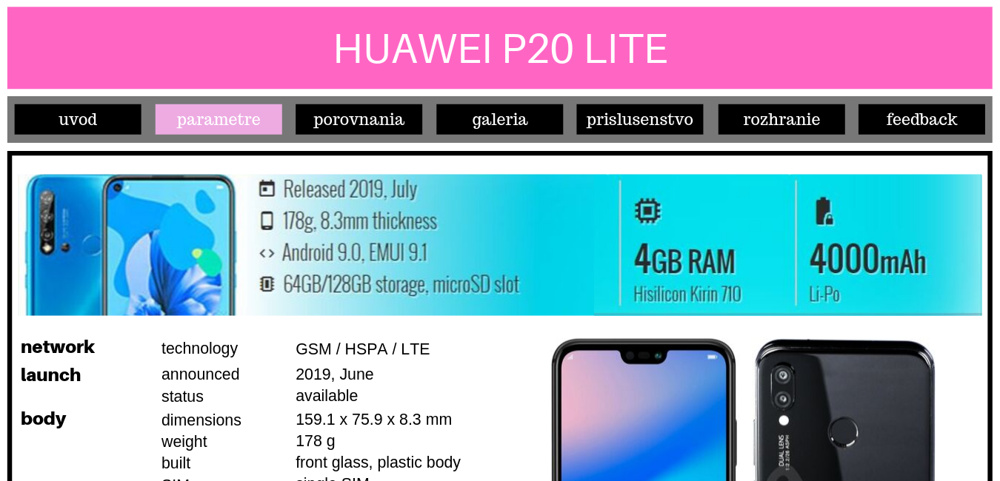 HUAWEI P20 LITE
uvod
parametre
porovnania
galeria
prislusenstvo
rozhranie
feedback
Released 2019, July
178g, 8.3mm thickness
Android 9.0, EMUI 9.1
64GB/128GB storage, microSD slot
4GB RAM
Hisilicon Kirin 710
4000mAh
Li-Po
network technology GSM / HSPA / LTE
launch announced 2019, June
status available
body dimensions 159.1 x 75.9 x 8.3 mm
weight 178 g
built front glass, plastic body
SIM single SIM
DUAL LENS